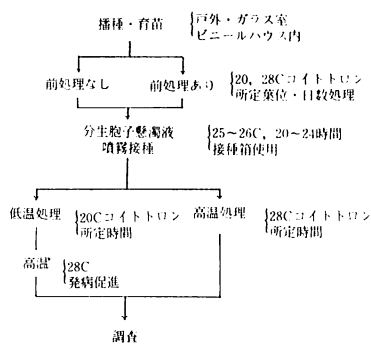 播種・育苗 {戸外・ガラス室
ビニールハウス内
前処理なし 前処理あり {20, 28Cコイトトロン
所定葉位・日数処理
分生胞子懸濁液
噴霧接種 {25~26C, 20~24時間
接種箱使用
低温処理 {20Cコイトトロン
所定時間
高温処理 {28Cコイトトロン
所定時間
高温 {28C
発病促進
調査